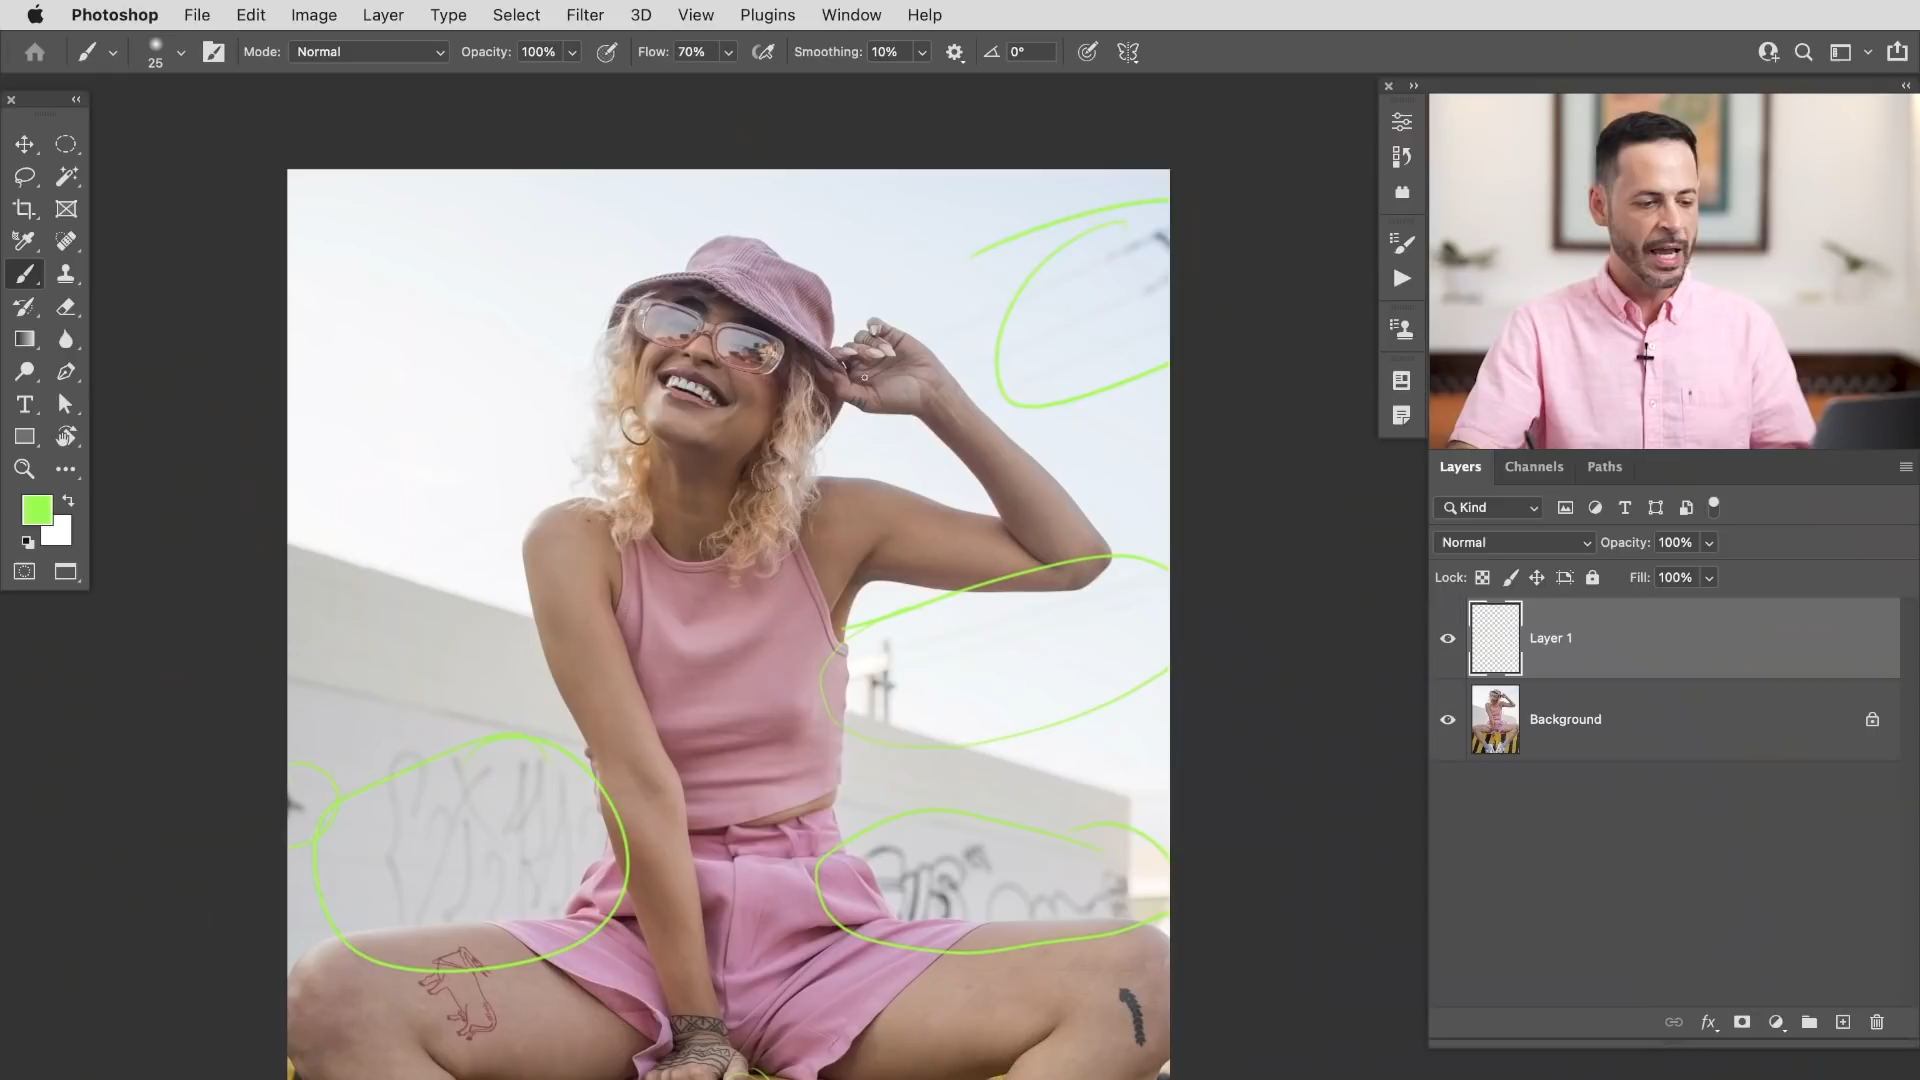 Photoshop File Edit Image Layer Type Select Filter 3D View Plugins Window Help
25 Mode: Normal Opacity: 100% Flow: 70% Smoothing: 10% 0°
Layers Channels Paths
Kind
Normal Opacity: 100%
Lock: Fill: 100%
Layer 1
Background
fx